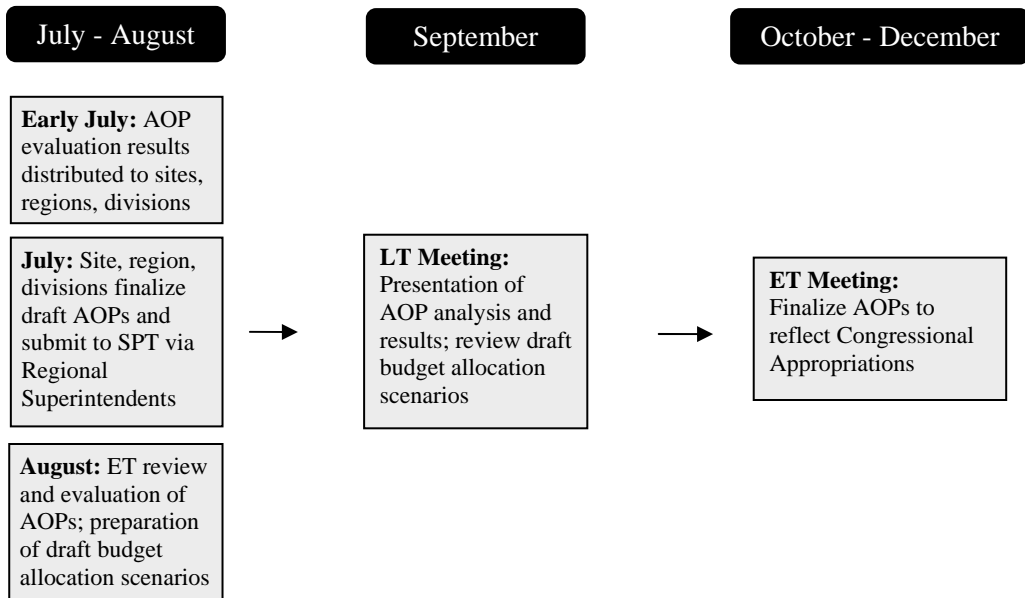 July - August
September
October - December
Early July: AOP
evaluation results
distributed to sites,
regions, divisions
July: Site, region,
divisions finalize
draft AOPs and
submit to SPT via
Regional
Superintendents
August: ET review
and evaluation of
AOPs; preparation
of draft budget
allocation scenarios
LT Meeting:
Presentation of
AOP analysis and
results; review draft
budget allocation
scenarios
ET Meeting:
Finalize AOPs to
reflect Congressional
Appropriations